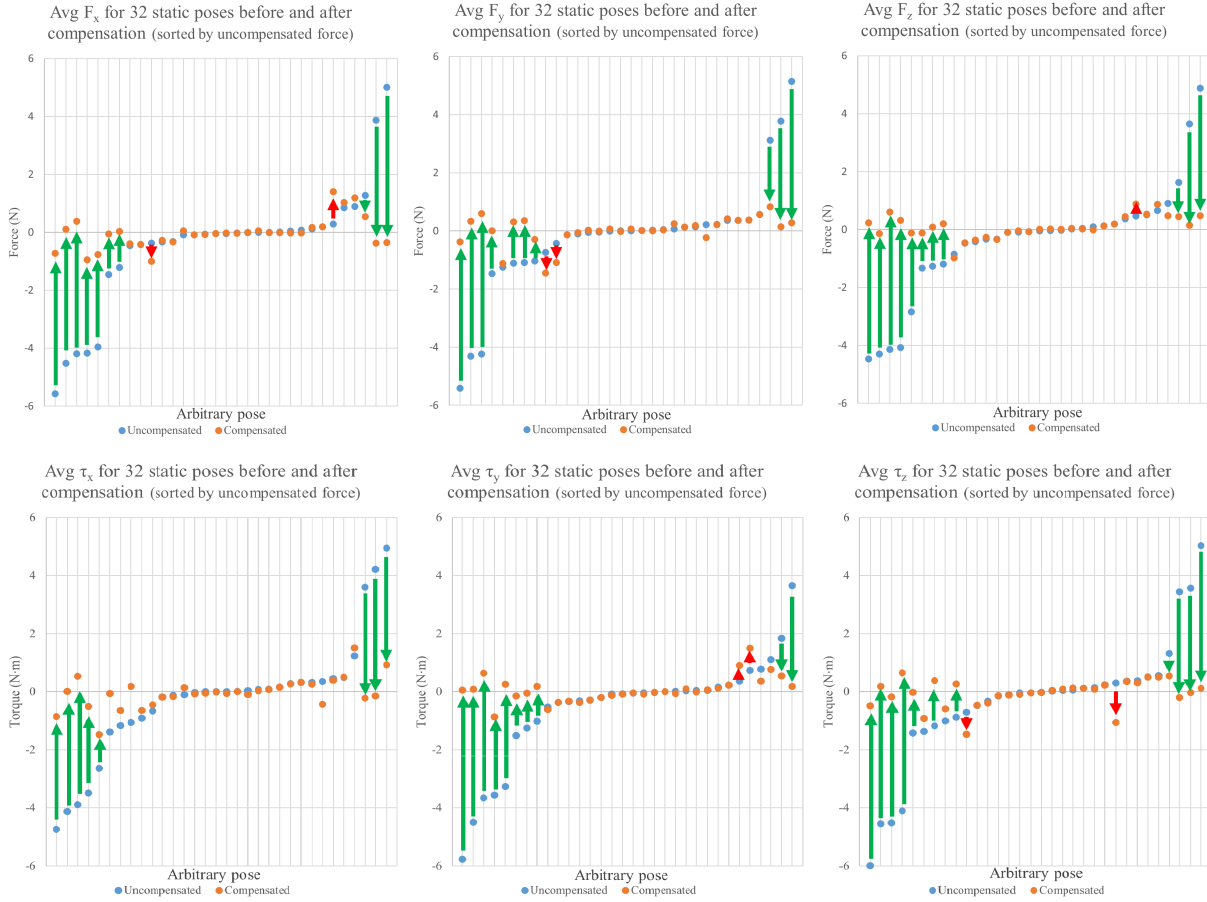 Avg Fx for 32 static poses before and after
compensation (sorted by uncompensated force)
6
4
2
0
-2
-4
-6
Force (N)
Arbitrary pose
Uncompensated Compensated
Avg Fy for 32 static poses before and after
compensation (sorted by uncompensated force)
6
4
2
0
-2
-4
-6
Force (N)
Arbitrary pose
Uncompensated Compensated
Avg Fz for 32 static poses before and after
compensation (sorted by uncompensated force)
6
4
2
0
-2
-4
-6
Force (N)
Arbitrary pose
Uncompensated Compensated
Avg τx for 32 static poses before and after
compensation (sorted by uncompensated force)
6
4
2
0
-2
-4
-6
Torque (N·m)
Arbitrary pose
Uncompensated Compensated
Avg τy for 32 static poses before and after
compensation (sorted by uncompensated force)
6
4
2
0
-2
-4
-6
Torque (N·m)
Arbitrary pose
Uncompensated Compensated
Avg τz for 32 static poses before and after
compensation (sorted by uncompensated force)
6
4
2
0
-2
-4
-6
Torque (N·m)
Arbitrary pose
Uncompensated Compensated